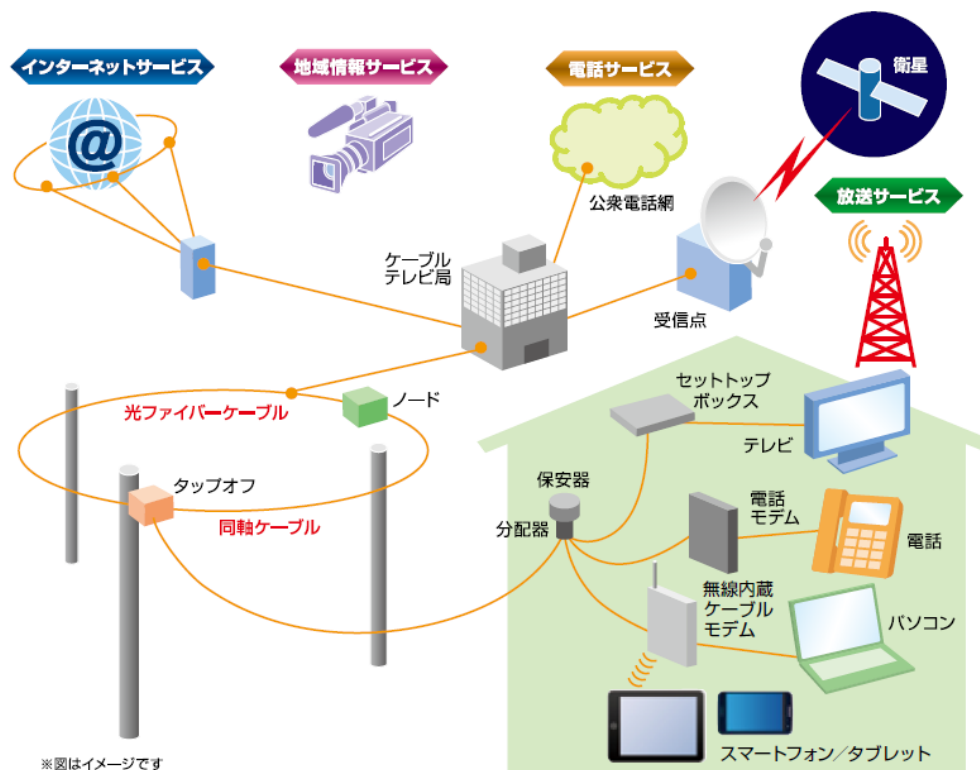 インターネットサービス
地域情報サービス
電話サービス
衛星
@
公衆電話網
放送サービス
ケーブル
テレビ局
受信点
光ファイバーケーブル
ノード
セットトップ
ボックス
テレビ
タップオフ
同軸ケーブル
保安器
分配器
電話
モデム
電話
無線内蔵
ケーブル
モデム
パソコン
スマートフォン/タブレット
※図はイメージです